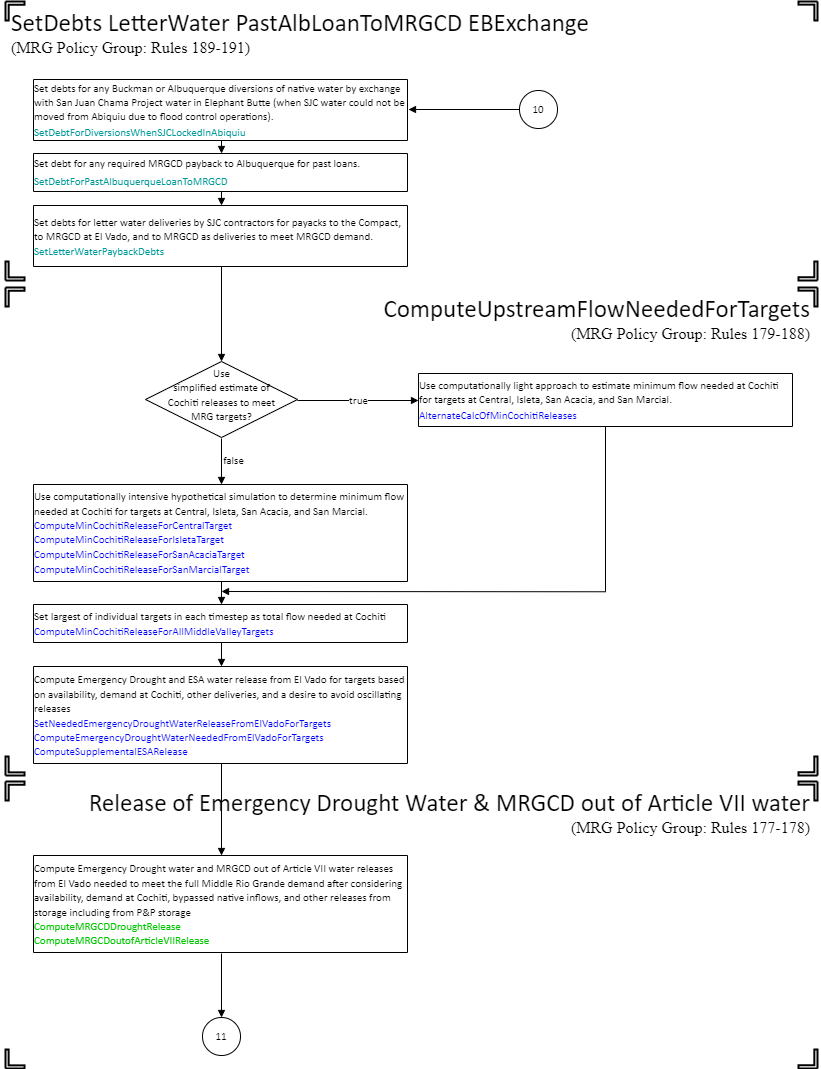 SetDebts LetterWater PastAlbLoanToMRGCD EBExchange
(MRG Policy Group: Rules 189-191)
Set debts for any Buckman or Albuquerque diversions of native water by exchange
with San Juan Chama Project water in Elephant Butte (when SJC water could not be
moved from Abiquiu due to flood control operations).
SetDebtForDiversionsWhenSJCLockedInAbiquiu
10
Set debt for any required MRGCD payback to Albuquerque for past loans.
SetDebtForPastAlbuquerqueLoanToMRGCD
Set debts for letter water deliveries by SJC contractors for payacks to the Compact,
to MRGCD at El Vado, and to MRGCD as deliveries to meet MRGCD demand.
SetLetterWaterPaybackDebts
ComputeUpstreamFlowNeededForTargets
(MRG Policy Group: Rules 179-188)
Use
simplified estimate of
Cochiti releases to meet
MRG targets?
true
Use computationally light approach to estimate minimum flow needed at Cochiti
for targets at Central, Isleta, San Acacia, and San Marcial.
AlternateCalcOfMinCochitiReleases
false
Use computationally intensive hypothetical simulation to determine minimum flow
needed at Cochiti for targets at Central, Isleta, San Acacia, and San Marcial.
ComputeMinCochitiReleaseForCentralTarget
ComputeMinCochitiReleaseForIsletaTarget
ComputeMinCochitiReleaseForSanAcaciaTarget
ComputeMinCochitiReleaseForSanMarcialTarget
Set largest of individual targets in each timestep as total flow needed at Cochiti
ComputeMinCochitiReleaseForAllMiddleValleyTargets
Compute Emergency Drought and ESA water release from El Vado for targets based
on availability, demand at Cochiti, other deliveries, and a desire to avoid oscillating
releases
SetNeededEmergencyDroughtWaterReleaseFromElVadoForTargets
ComputeEmergencyDroughtWaterNeededFromElVadoForTargets
ComputeSupplementalESARelease
Release of Emergency Drought Water & MRGCD out of Article VII water
(MRG Policy Group: Rules 177-178)
Compute Emergency Drought water and MRGCD out of Article VII water releases
from El Vado needed to meet the full Middle Rio Grande demand after considering
availability, demand at Cochiti, bypassed native inflows, and other releases from
storage including from P&P storage
ComputeMRGCDDroughtRelease
ComputeMRGCDoutofArticleVIIRelease
11